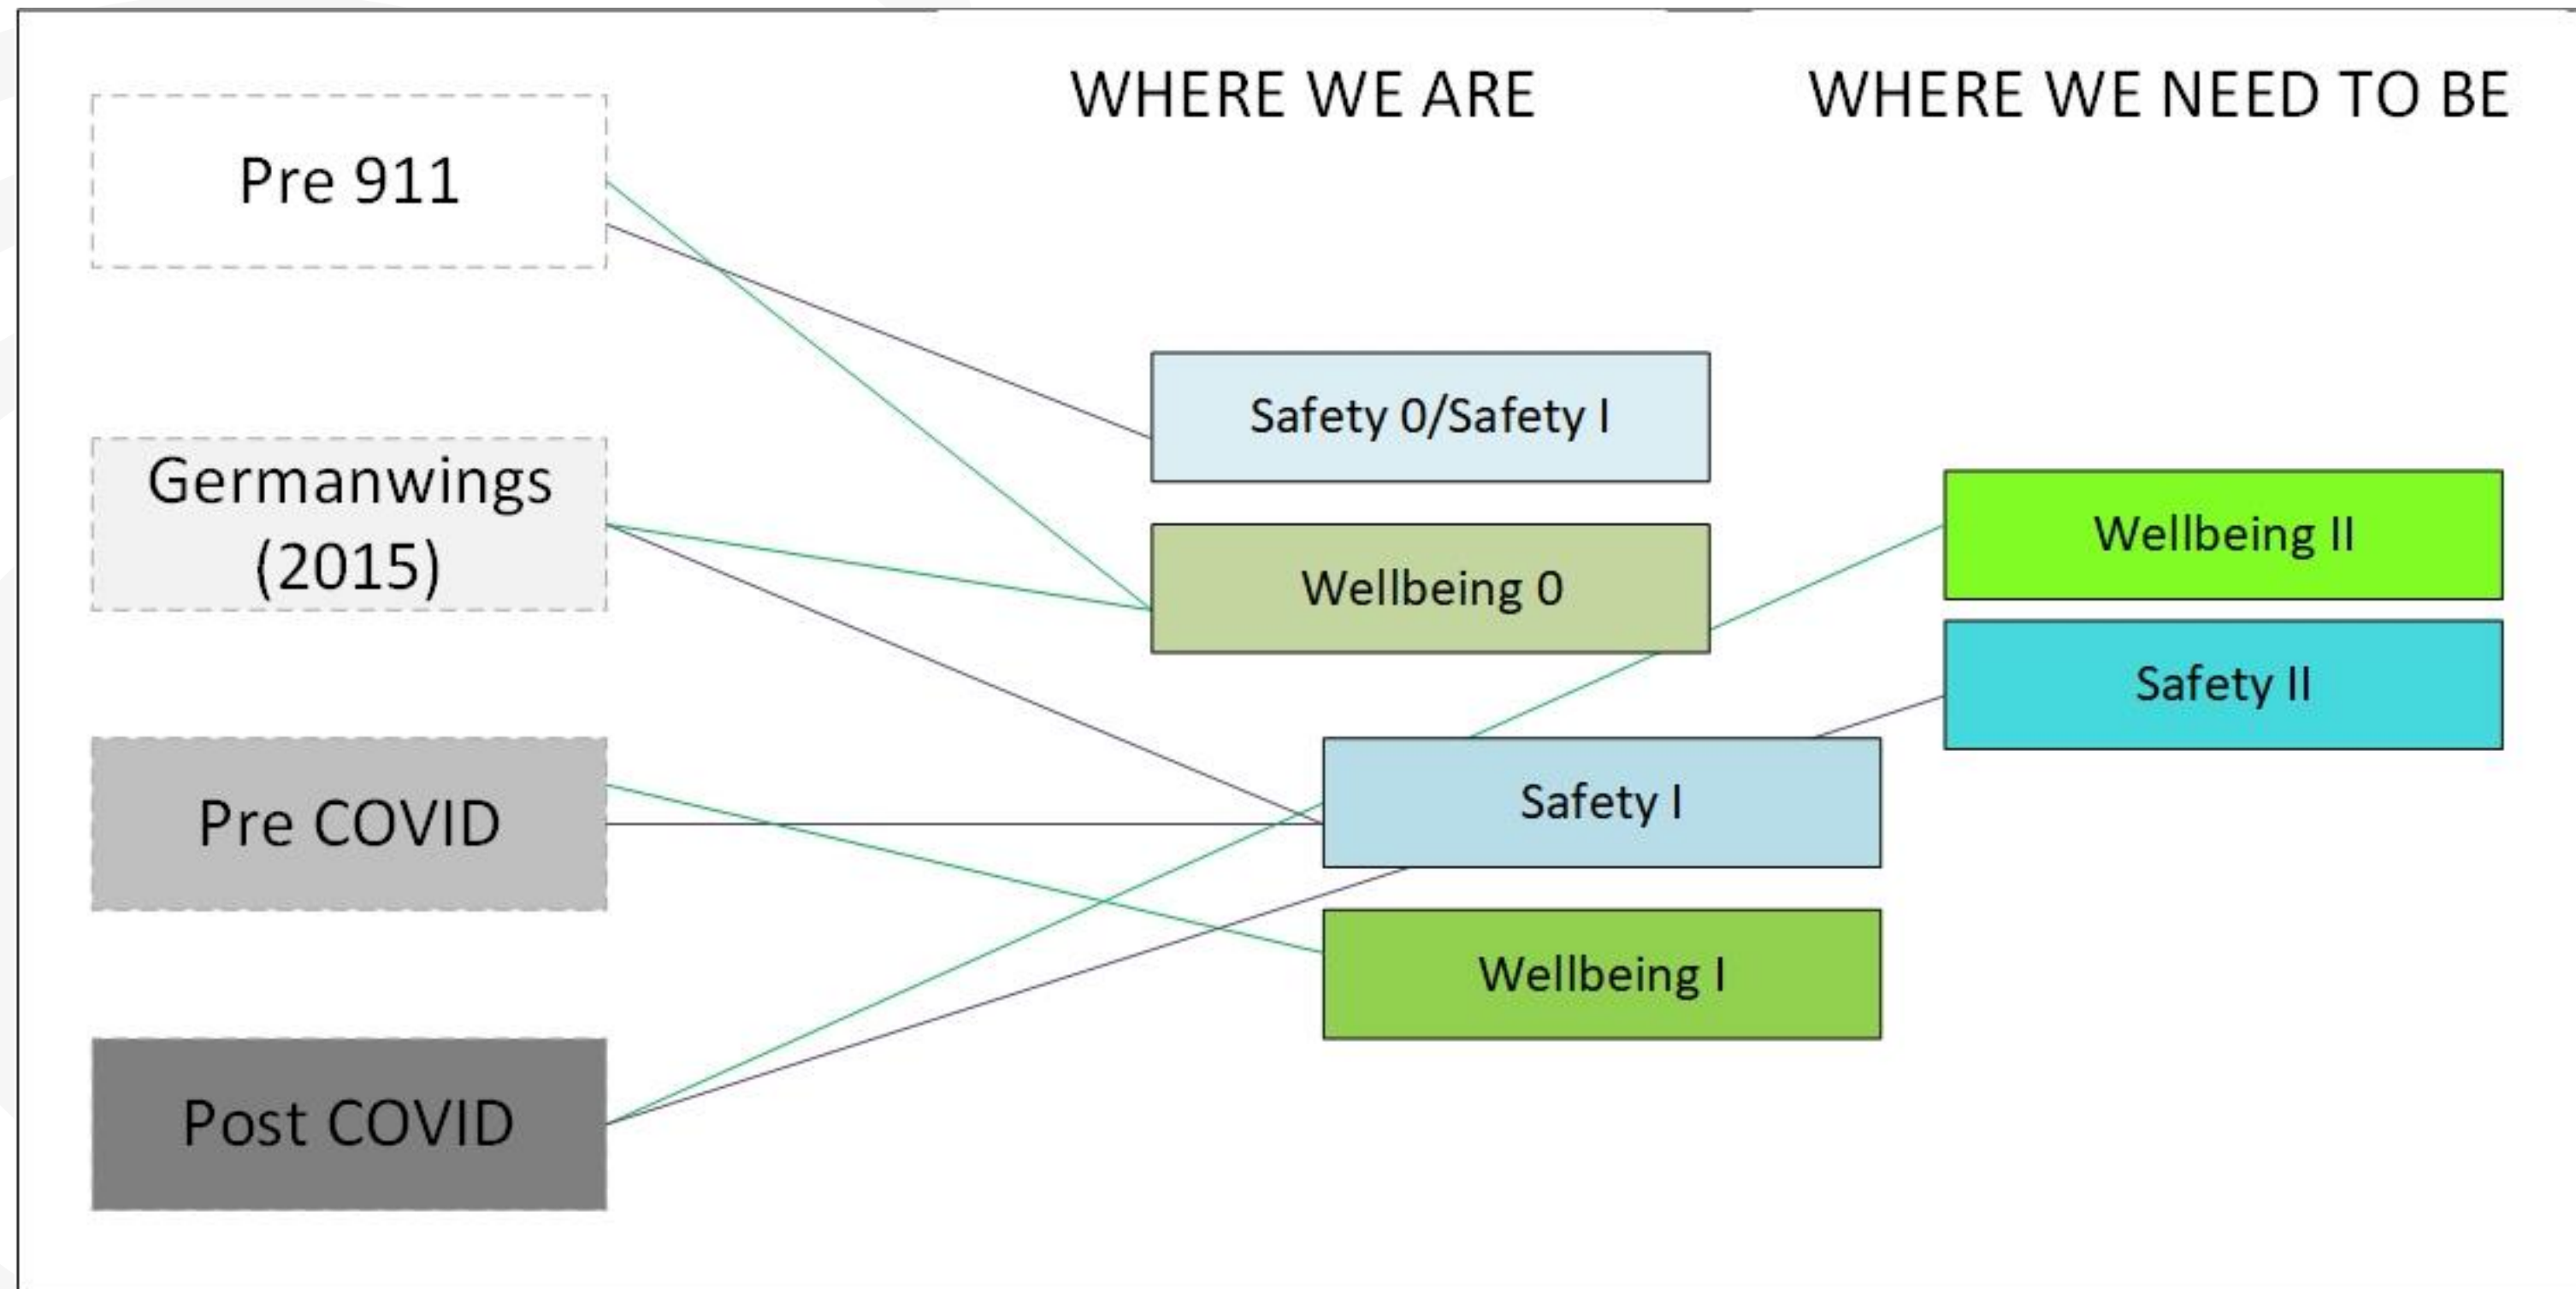 WHERE WE ARE
WHERE WE NEED TO BE
Pre 911
Germanwings
(2015)
Pre COVID
Post COVID
Safety 0/Safety I
Wellbeing 0
Safety I
Wellbeing I
Wellbeing II
Safety II